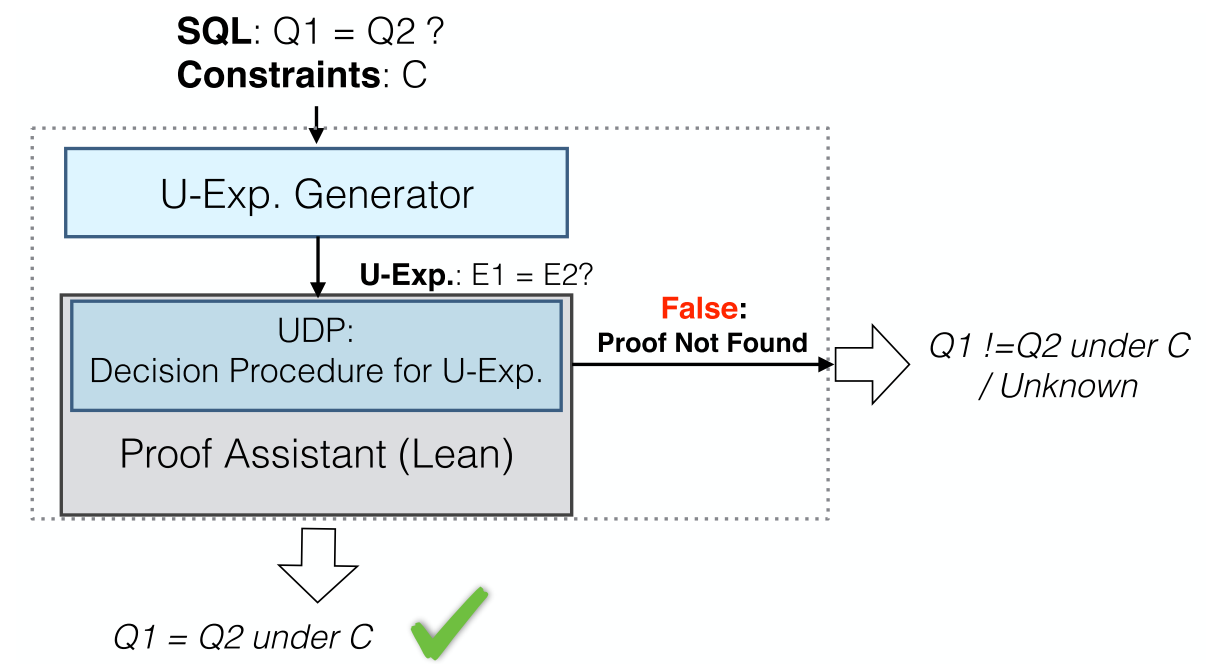 SQL: Q1 = Q2 ?
Constraints: C
U-Exp. Generator
U-Exp.: E1 = E2?
UDP:
Decision Procedure for U-Exp.
Proof Assistant (Lean)
False:
Proof Not Found
Q1 !=Q2 under C
/ Unknown
Q1 = Q2 under C